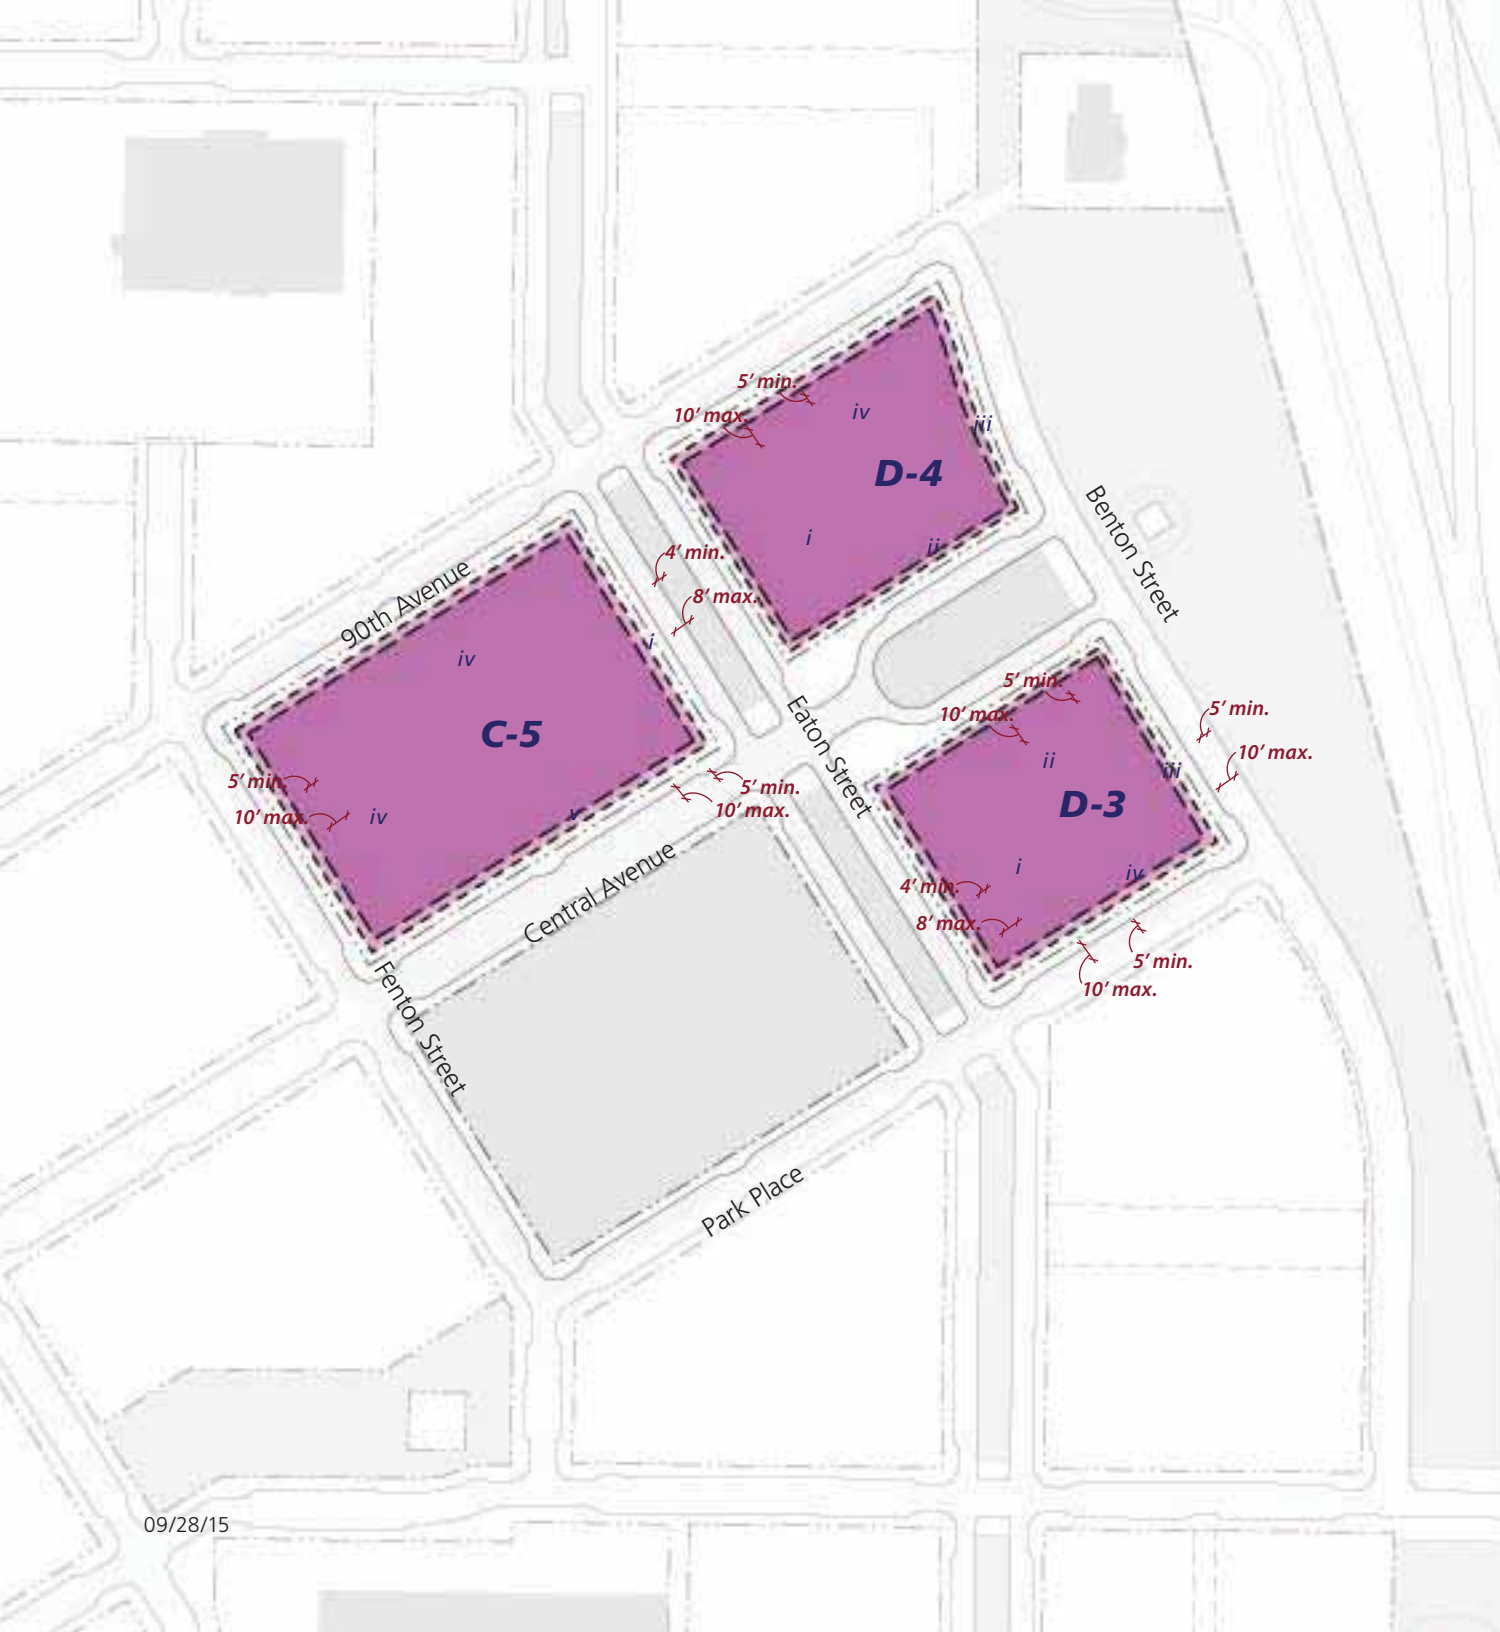 5’ min.
10’ max.
iv
iii
D-4
i
ii
Benton Street
4’ min.
8’ max.
90th Avenue
i
iv
C-5
5’ min.
10’ max.
iv
v
5’ min.
10’ max.
Eaton Street
5’ min.
10’ max.
ii
iii
5’ min.
10’ max.
D-3
i
iv
4’ min.
8’ max.
5’ min.
10’ max.
Central Avenue
Fenton Street
Park Place
09/28/15